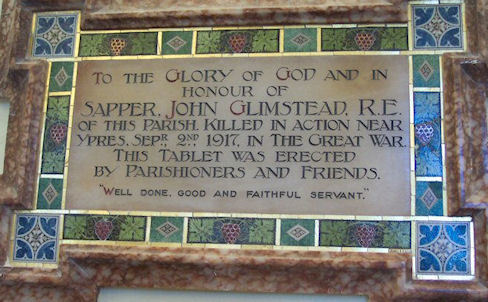 TO THE GLORY OF GOD AND IN
HONOUR OF
SAPPER. JOHN GLIMSTEAD, R.E.
OF THIS PARISH. KILLED IN ACTION NEAR
YPRES, SEPR. 2ND. 1917, IN THE GREAT WAR.
THIS TABLET WAS ERECTED
BY PARISHIONERS AND FRIENDS.
"WELL DONE, GOOD AND FAITHFUL SERVANT."